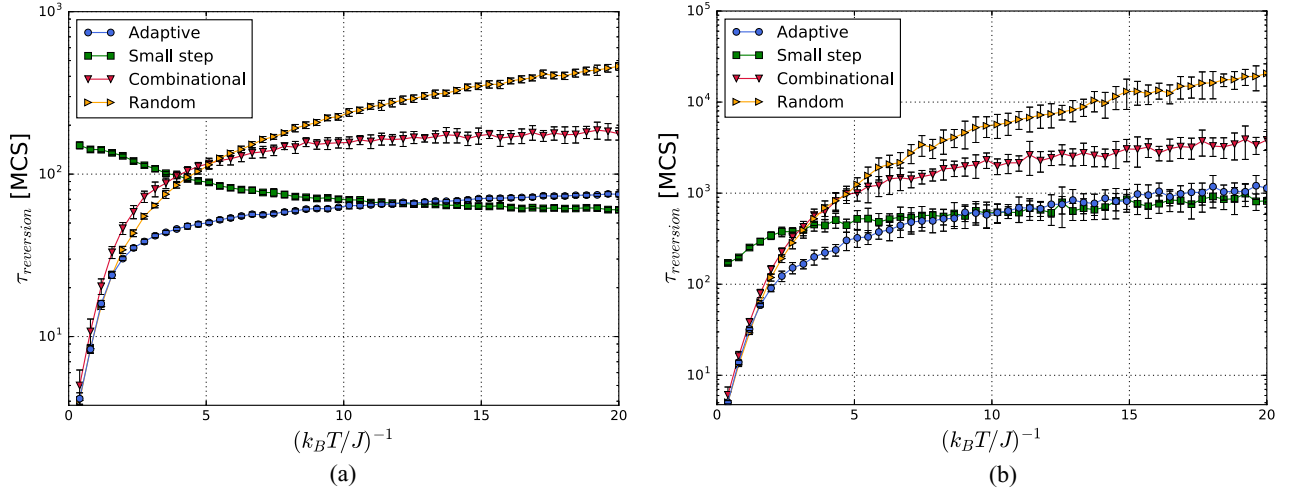 10^3
10^2
10^1
τ_reversion [MCS]
Adaptive
Small step
Combinational
Random
0 5 10 15 20
(k_B T/J)^{-1}
(a)
10^5
10^4
10^3
10^2
10^1
τ_reversion [MCS]
Adaptive
Small step
Combinational
Random
0 5 10 15 20
(k_B T/J)^{-1}
(b)